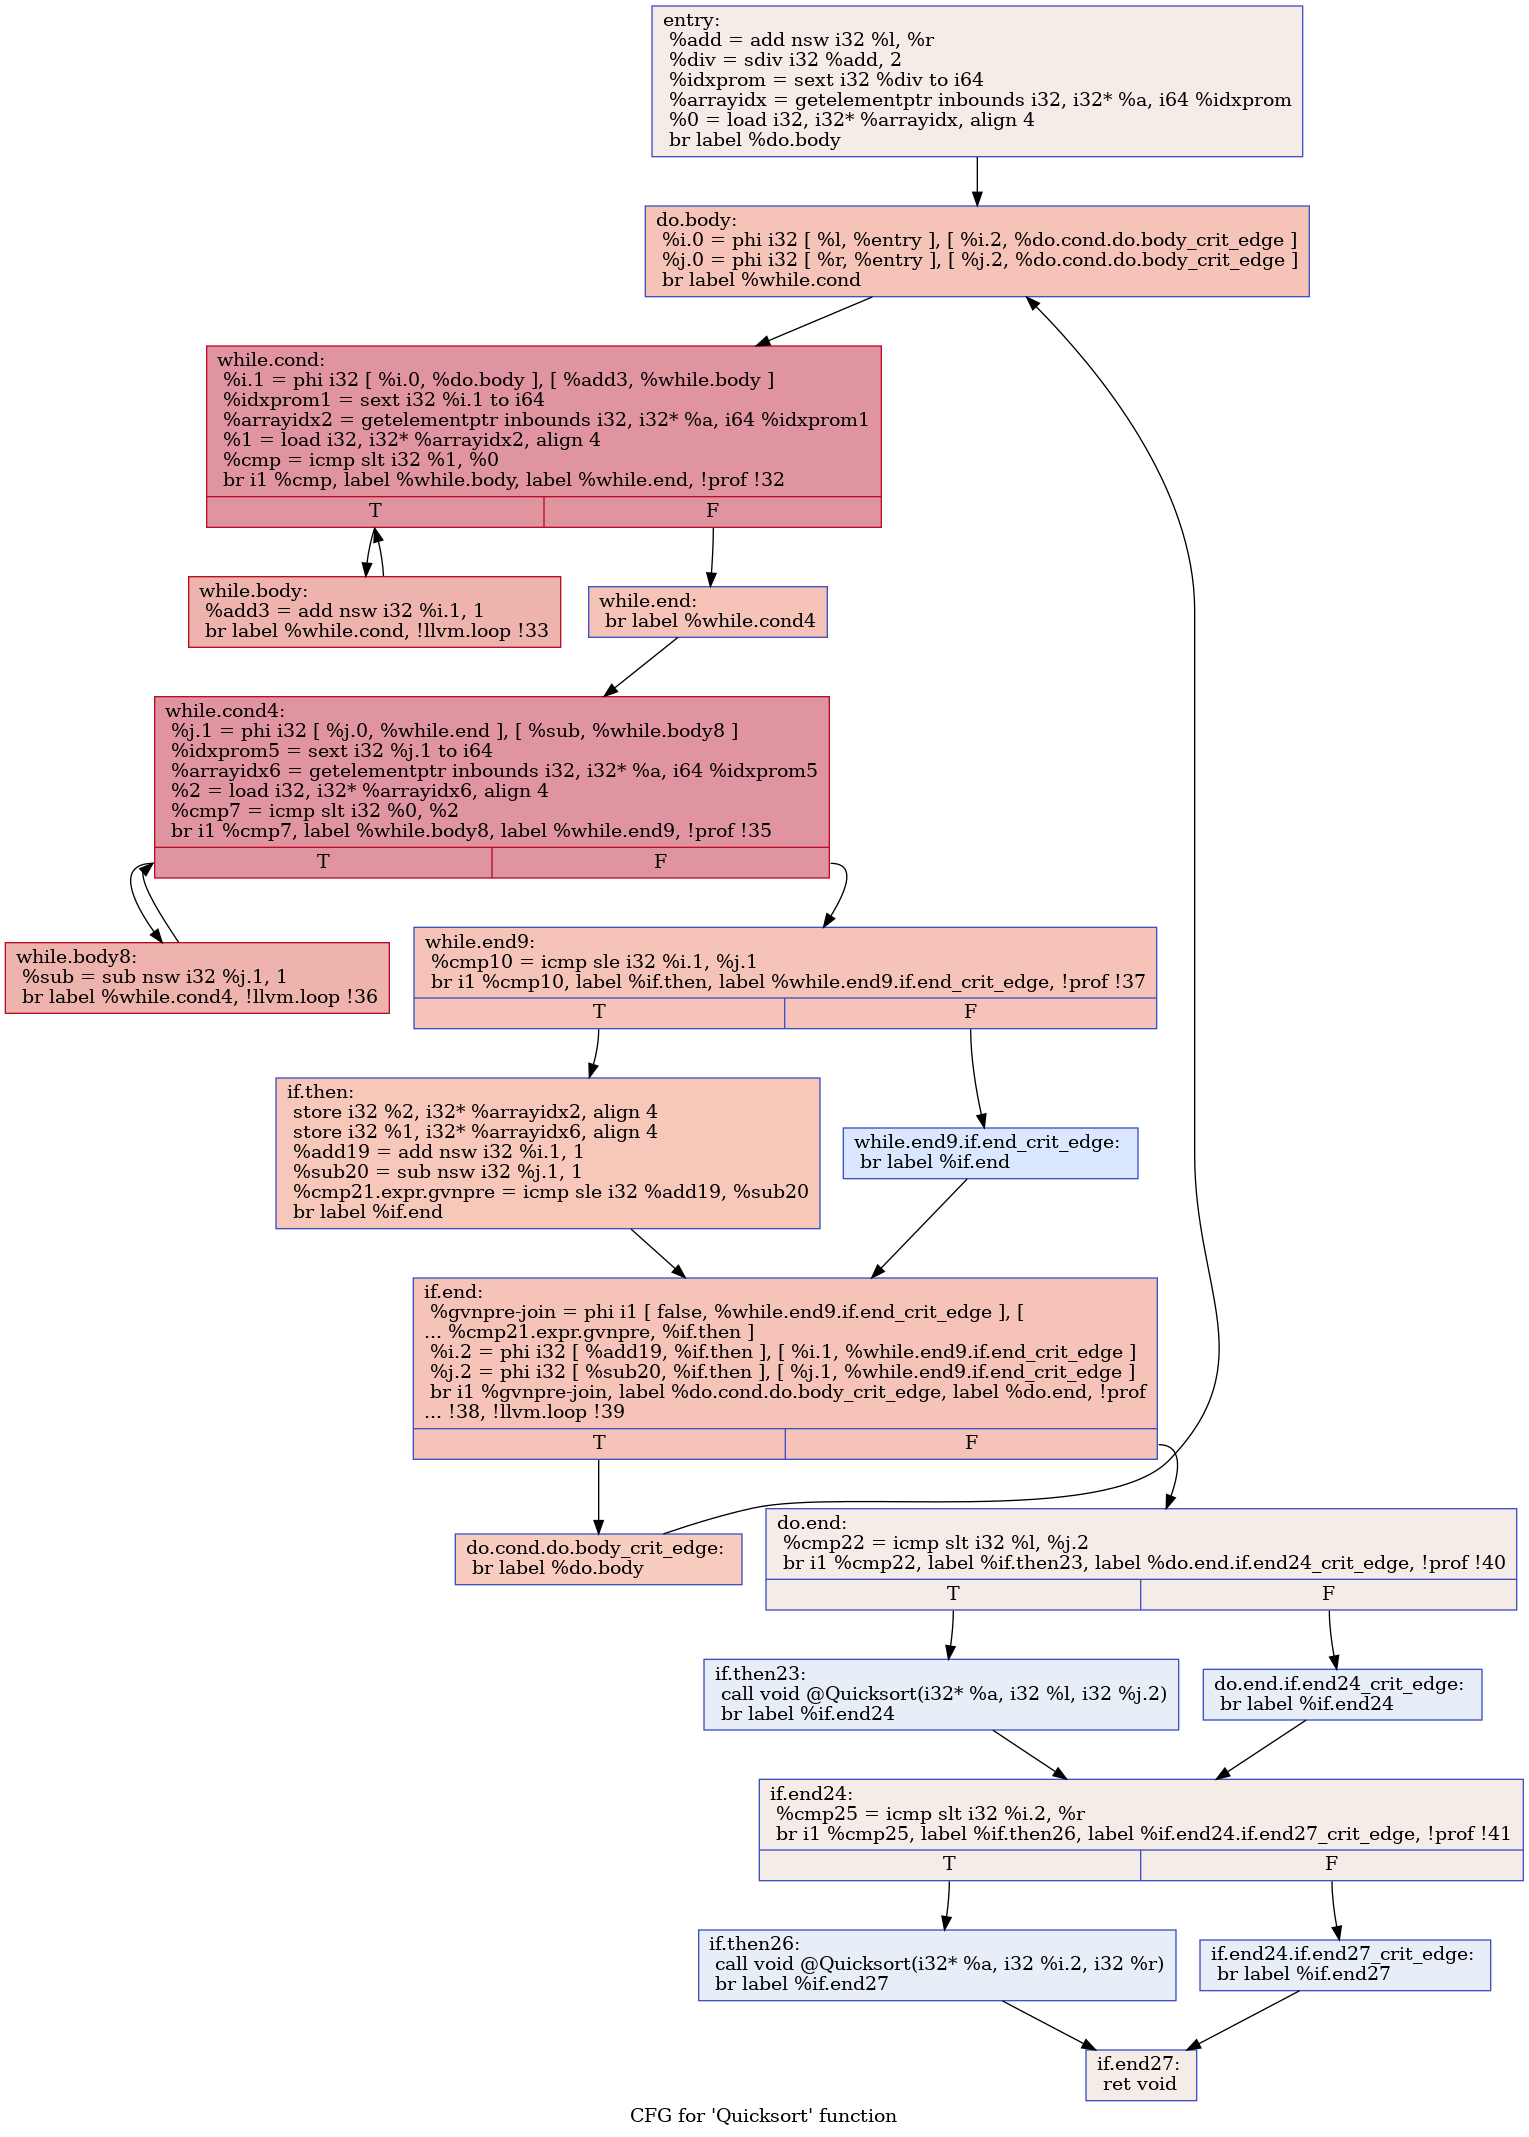 entry:
%add = add nsw i32 %l, %r
%div = sdiv i32 %add, 2
%idxprom = sext i32 %div to i64
%arrayidx = getelementptr inbounds i32, i32* %a, i64 %idxprom
%0 = load i32, i32* %arrayidx, align 4
br label %do.body
do.body:
%i.0 = phi i32 [ %l, %entry ], [ %i.2, %do.cond.do.body_crit_edge ]
%j.0 = phi i32 [ %r, %entry ], [ %j.2, %do.cond.do.body_crit_edge ]
br label %while.cond
while.cond:
%i.1 = phi i32 [ %i.0, %do.body ], [ %add3, %while.body ]
%idxprom1 = sext i32 %i.1 to i64
%arrayidx2 = getelementptr inbounds i32, i32* %a, i64 %idxprom1
%1 = load i32, i32* %arrayidx2, align 4
%cmp = icmp slt i32 %1, %0
br i1 %cmp, label %while.body, label %while.end, !prof !32
T
F
while.body:
%add3 = add nsw i32 %i.1, 1
br label %while.cond, !llvm.loop !33
while.end:
br label %while.cond4
while.cond4:
%j.1 = phi i32 [ %j.0, %while.end ], [ %sub, %while.body8 ]
%idxprom5 = sext i32 %j.1 to i64
%arrayidx6 = getelementptr inbounds i32, i32* %a, i64 %idxprom5
%2 = load i32, i32* %arrayidx6, align 4
%cmp7 = icmp slt i32 %0, %2
br i1 %cmp7, label %while.body8, label %while.end9, !prof !35
T
F
while.body8:
%sub = sub nsw i32 %j.1, 1
br label %while.cond4, !llvm.loop !36
while.end9:
%cmp10 = icmp sle i32 %i.1, %j.1
br i1 %cmp10, label %if.then, label %while.end9.if.end_crit_edge, !prof !37
T
F
if.then:
store i32 %2, i32* %arrayidx2, align 4
store i32 %1, i32* %arrayidx6, align 4
%add19 = add nsw i32 %i.1, 1
%sub20 = sub nsw i32 %j.1, 1
%cmp21.expr.gvnpre = icmp sle i32 %add19, %sub20
br label %if.end
while.end9.if.end_crit_edge:
br label %if.end
if.end:
%gvnpre-join = phi i1 [ false, %while.end9.if.end_crit_edge ], [
... %cmp21.expr.gvnpre, %if.then ]
%i.2 = phi i32 [ %add19, %if.then ], [ %i.1, %while.end9.if.end_crit_edge ]
%j.2 = phi i32 [ %sub20, %if.then ], [ %j.1, %while.end9.if.end_crit_edge ]
br i1 %gvnpre-join, label %do.cond.do.body_crit_edge, label %do.end, !prof
... !38, !llvm.loop !39
T
F
do.cond.do.body_crit_edge:
br label %do.body
do.end:
%cmp22 = icmp slt i32 %l, %j.2
br i1 %cmp22, label %if.then23, label %do.end.if.end24_crit_edge, !prof !40
T
F
if.then23:
call void @Quicksort(i32* %a, i32 %l, i32 %j.2)
br label %if.end24
do.end.if.end24_crit_edge:
br label %if.end24
if.end24:
%cmp25 = icmp slt i32 %i.2, %r
br i1 %cmp25, label %if.then26, label %if.end24.if.end27_crit_edge, !prof !41
T
F
if.then26:
call void @Quicksort(i32* %a, i32 %i.2, i32 %r)
br label %if.end27
if.end24.if.end27_crit_edge:
br label %if.end27
if.end27:
ret void
CFG for 'Quicksort' function